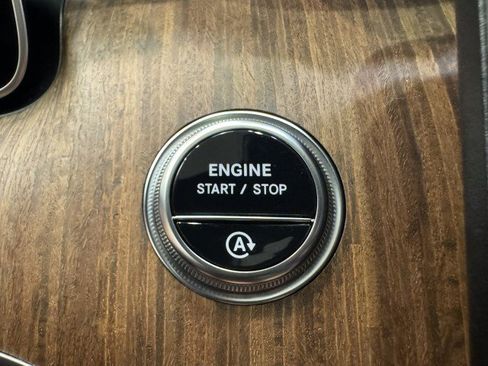 ENGINE
START / STOP
A